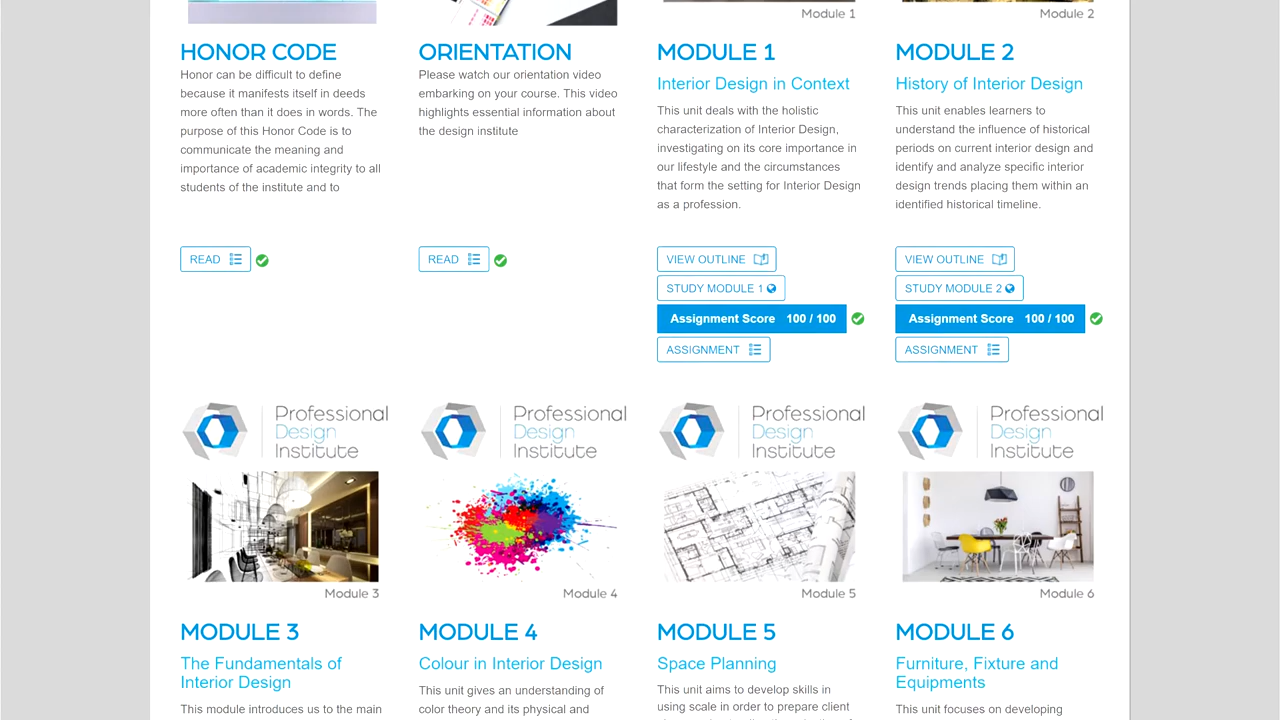 Module 1
Module 2
HONOR CODE
Honor can be difficult to define
because it manifests itself in deeds
more often than it does in words. The
purpose of this Honor Code is to
communicate the meaning and
importance of academic integrity to all
students of the institute and to
READ
ORIENTATION
Please watch our orientation video
embarking on your course. This video
highlights essential information about
the design institute
READ
MODULE 1
Interior Design in Context
This unit deals with the holistic
characterization of Interior Design,
investigating on its core importance in
our lifestyle and the circumstances
that form the setting for Interior Design
as a profession.
VIEW OUTLINE
STUDY MODULE 1
Assignment Score 100 / 100
ASSIGNMENT
MODULE 2
History of Interior Design
This unit enables learners to
understand the influence of historical
periods on current interior design and
identify and analyze specific interior
design trends placing them within an
identified historical timeline.
VIEW OUTLINE
STUDY MODULE 2
Assignment Score 100 / 100
ASSIGNMENT
Professional
Design
Institute
Module 3
MODULE 3
The Fundamentals of
Interior Design
This module introduces us to the main
Professional
Design
Institute
Module 4
MODULE 4
Colour in Interior Design
This unit gives an understanding of
color theory and its physical and
Professional
Design
Institute
Module 5
MODULE 5
Space Planning
This unit aims to develop skills in
using scale in order to prepare client
Professional
Design
Institute
Module 6
MODULE 6
Furniture, Fixture and
Equipments
This unit focuses on developing